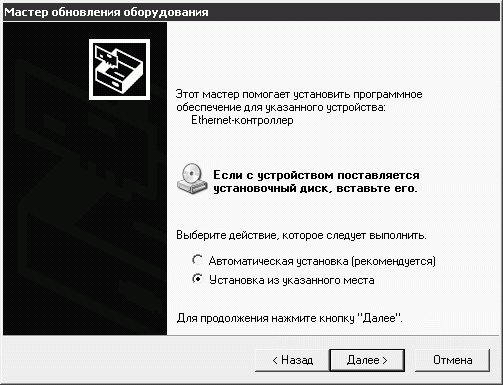 Мастер обновления оборудования
Этот мастер помогает установить программное
обеспечение для указанного устройства:
Ethernet-контроллер
Если с устройством поставляется
установочный диск, вставьте его.
Выберите действие, которое следует выполнить.
Автоматическая установка (рекомендуется)
Установка из указанного места
Для продолжения нажмите кнопку "Далее".
< Назад
Далее >
Отмена